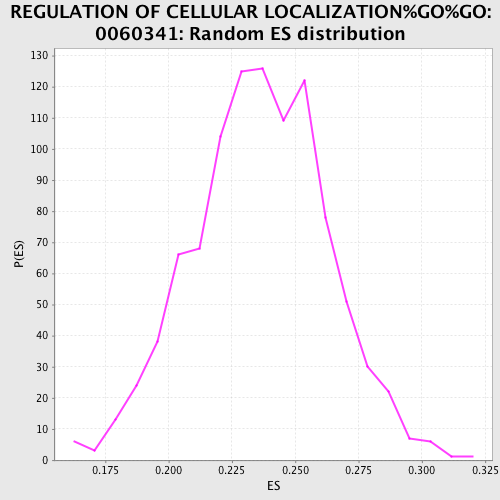 REGULATION OF CELLULAR LOCALIZATION%GO%GO:
0060341: Random ES distribution
130
120
110
100
90
80
70
60
50
40
30
20
10
0
P(ES)
0.175 0.200 0.225 0.250 0.275 0.300 0.325
ES